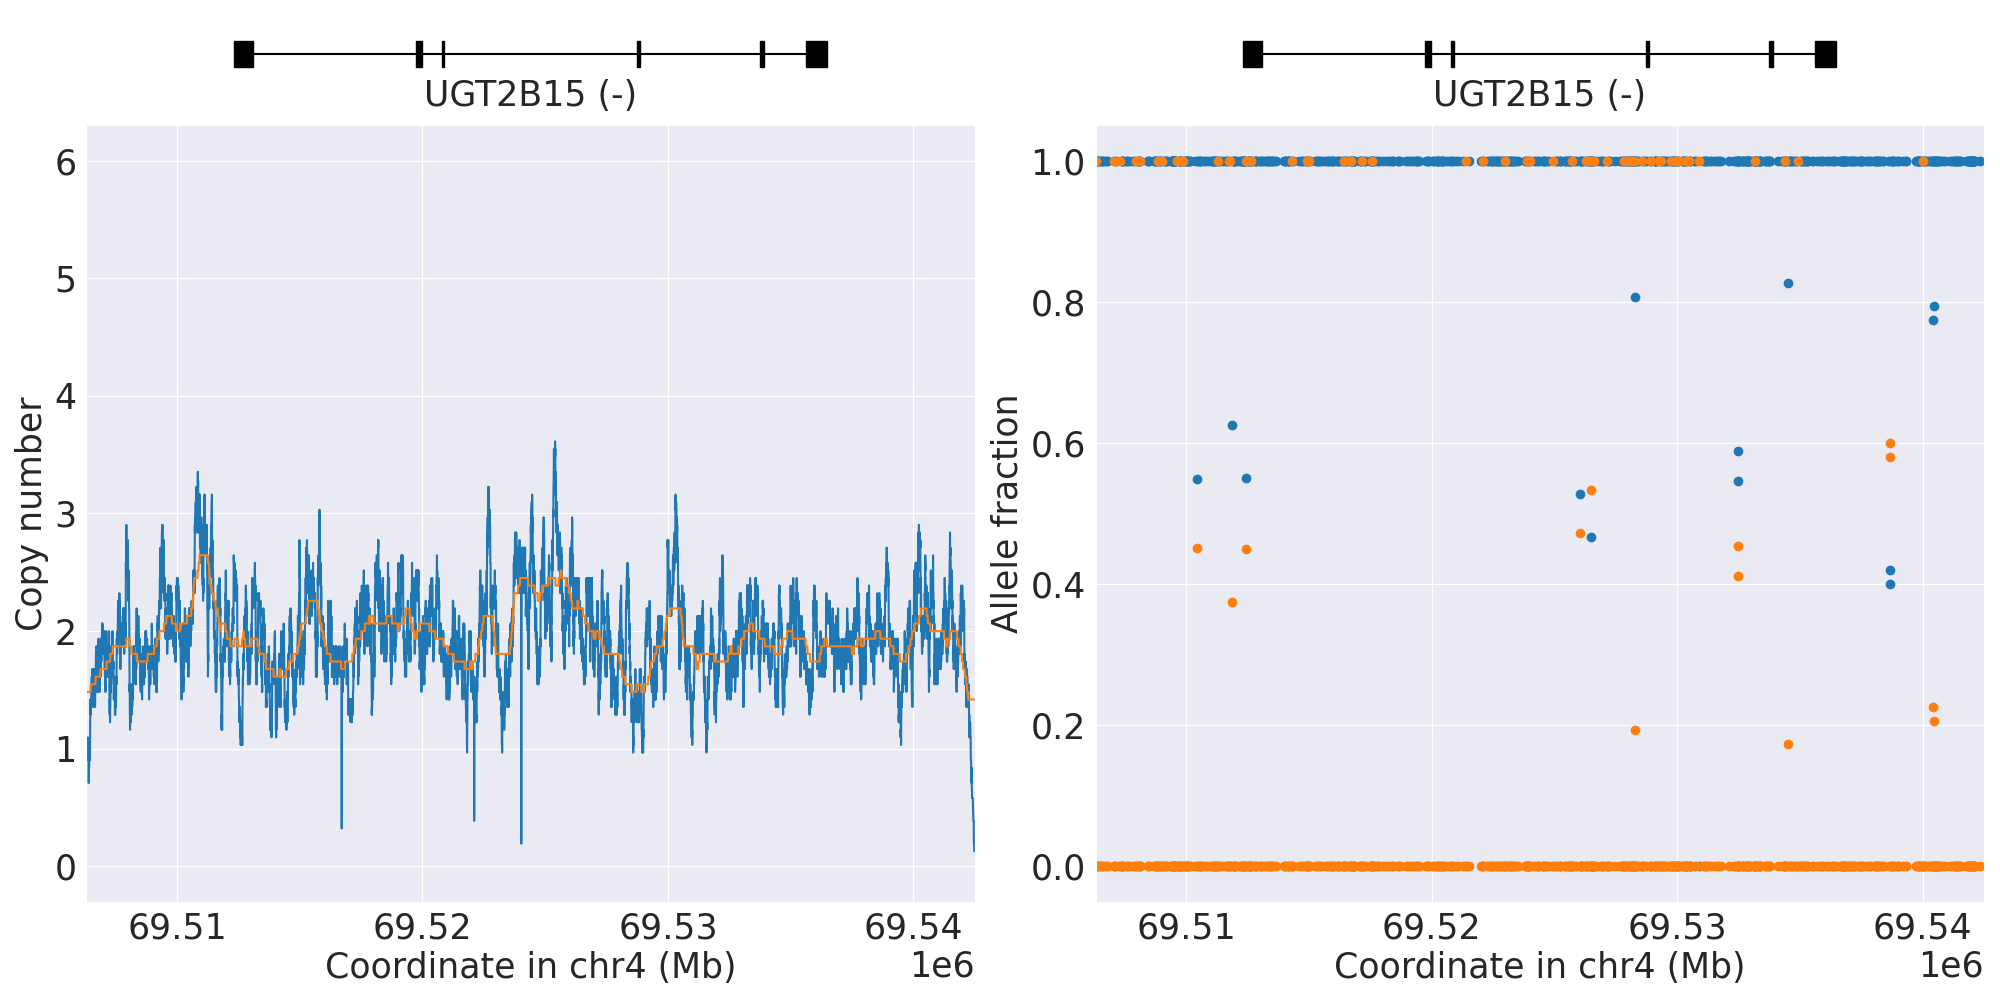 UGT2B15 (-)
6
5
4
3
2
1
0
Copy number
69.51 69.52 69.53 69.54
Coordinate in chr4 (Mb)
1e6
UGT2B15 (-)
1.0
0.8
0.6
0.4
0.2
0.0
Allele fraction
69.51 69.52 69.53 69.54
Coordinate in chr4 (Mb)
1e6